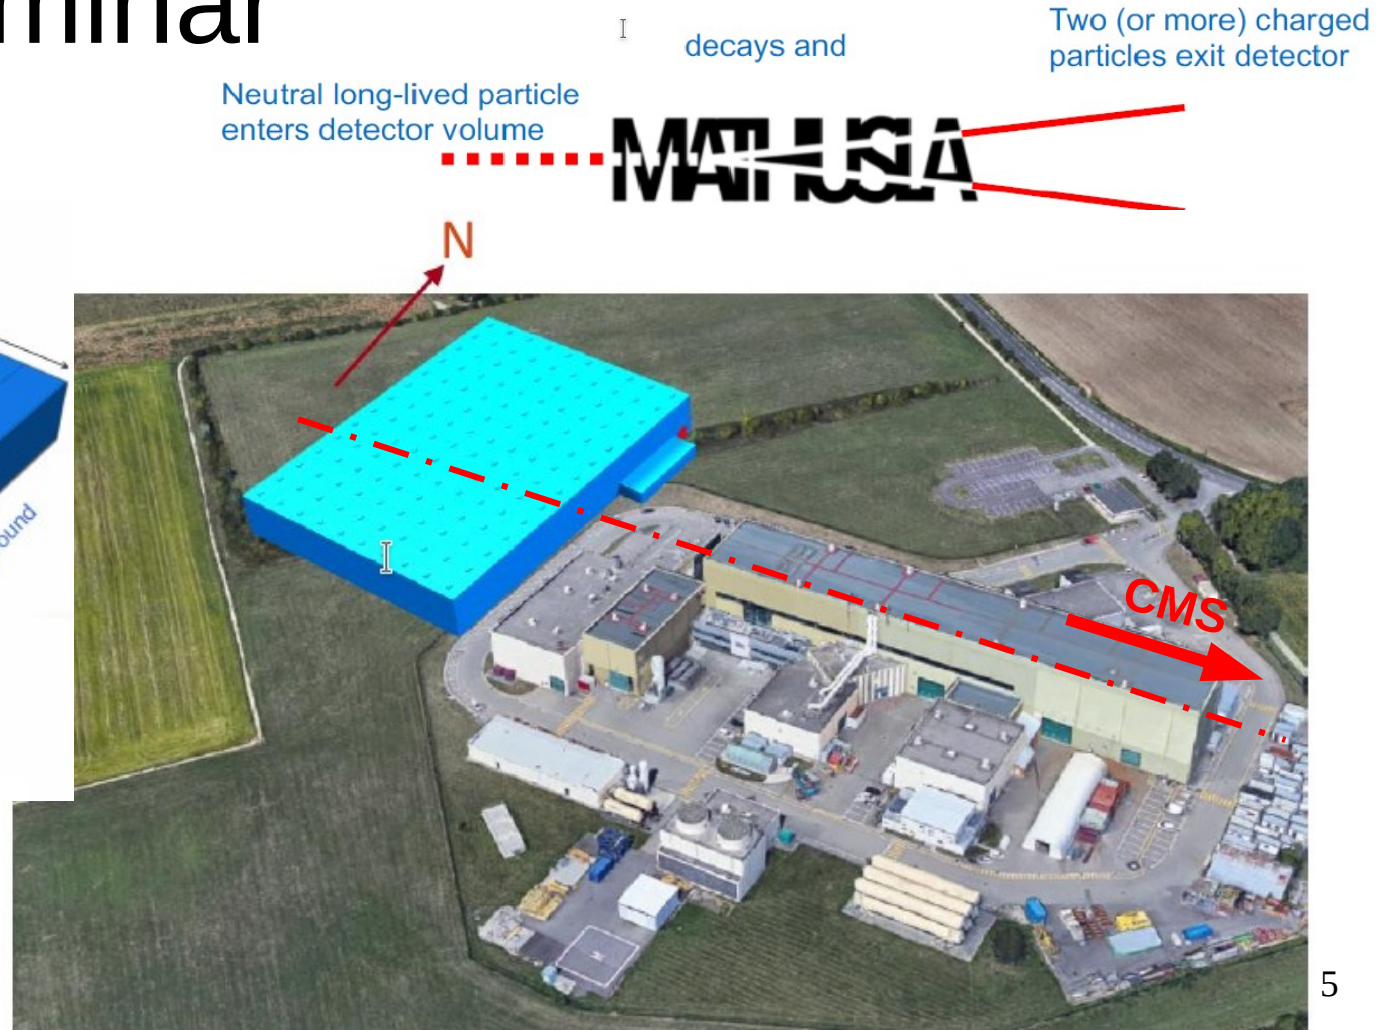 minar
decays and
Two (or more) charged
particles exit detector
Neutral long-lived particle
enters detector volume
MATHUSLA
N
ound
CMS
5